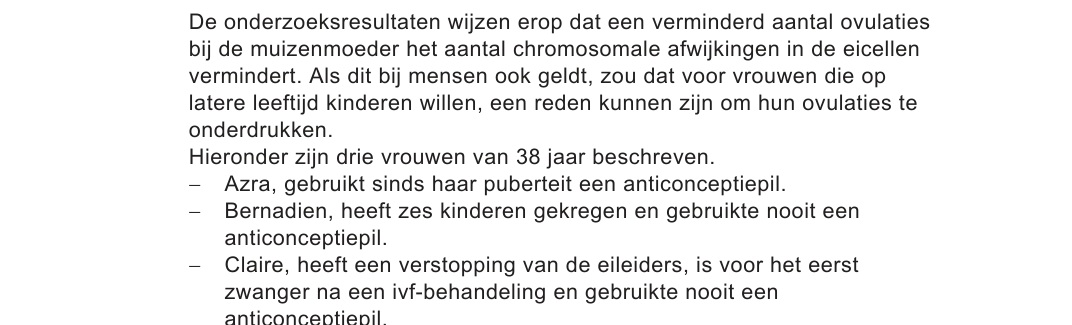 De onderzoeksresultaten wijzen erop dat een verminderd aantal ovulaties
bij de muizenmoeder het aantal chromosomale afwijkingen in de eicellen
vermindert. Als dit bij mensen ook geldt, zou dat voor vrouwen die op
latere leeftijd kinderen willen, een reden kunnen zijn om hun ovulaties te
onderdrukken.
Hieronder zijn drie vrouwen van 38 jaar beschreven.
− Azra, gebruikt sinds haar puberteit een anticonceptiepil.
− Bernadien, heeft zes kinderen gekregen en gebruikte nooit een
anticonceptiepil.
− Claire, heeft een verstopping van de eileiders, is voor het eerst
zwanger na een ivf-behandeling en gebruikte nooit een
anticonceptiepil.